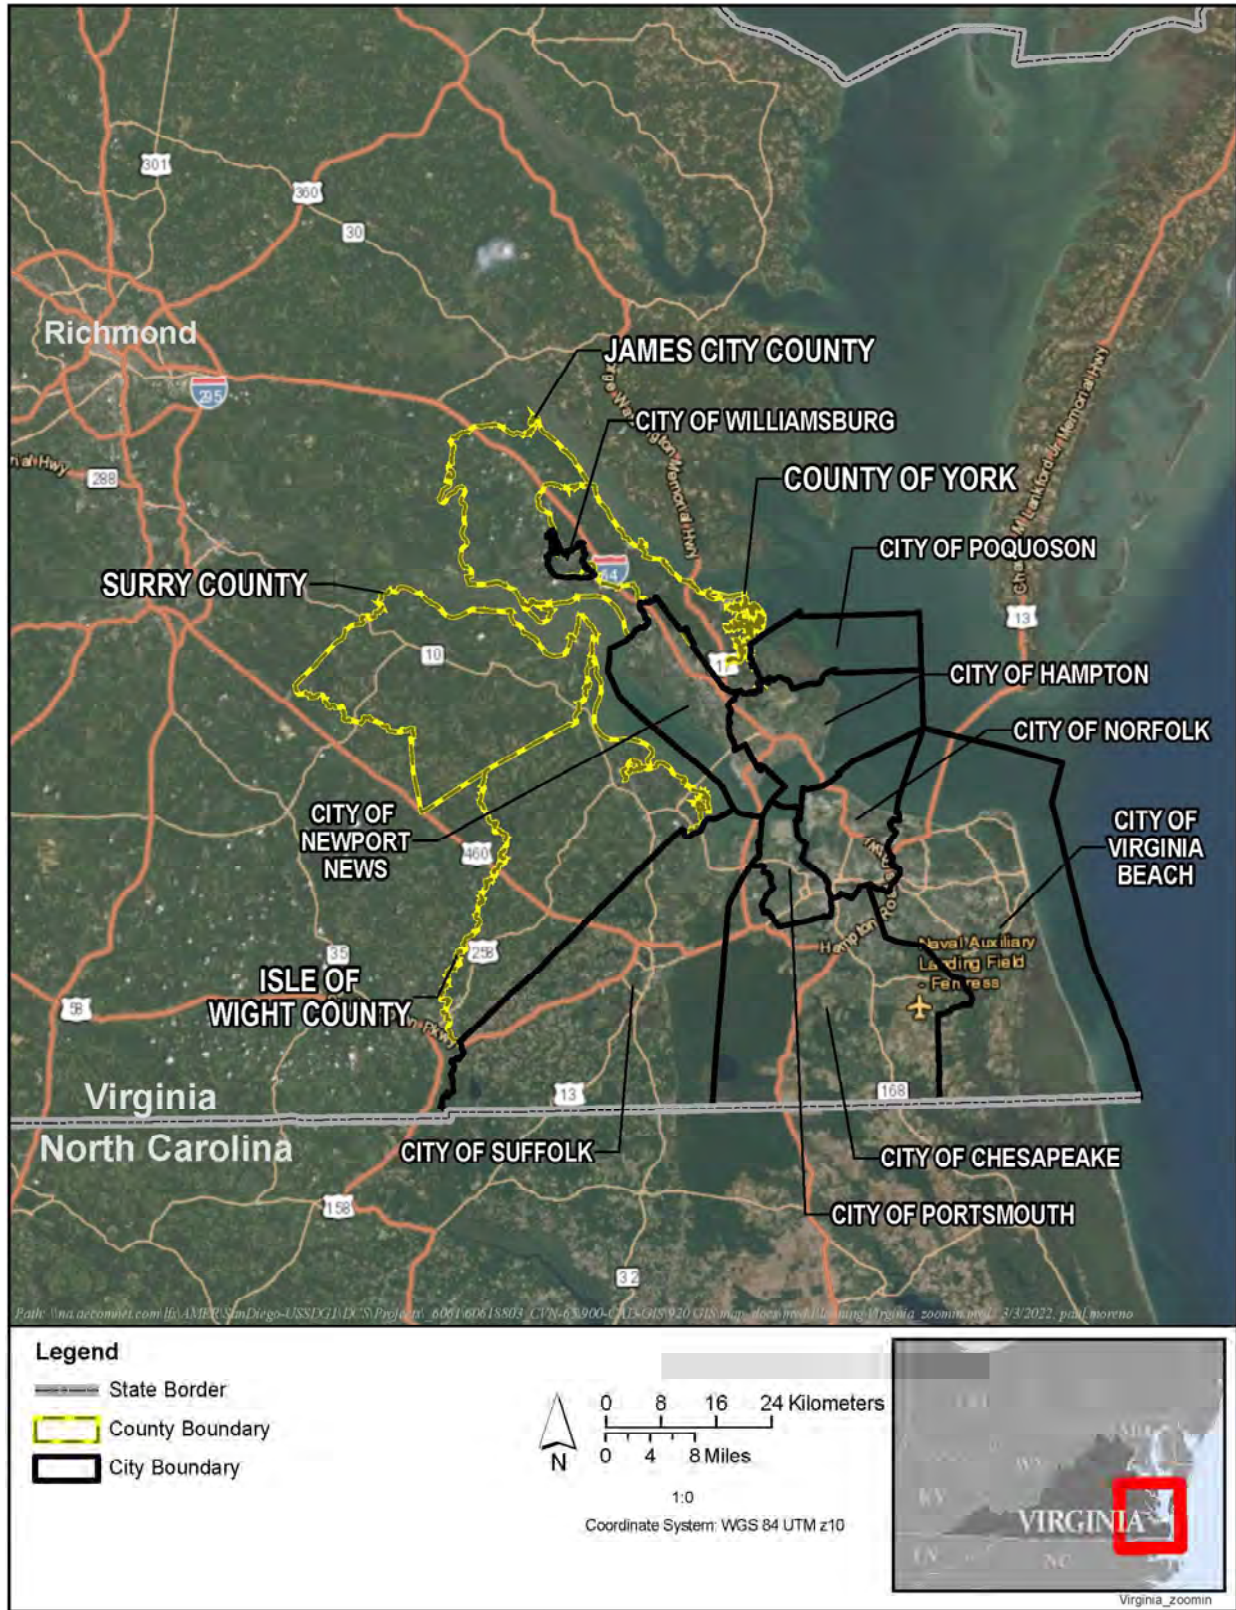 301
360
30
Richmond
295
JAMES CITY COUNTY
CITY OF WILLIAMSBURG
288
COUNTY OF YORK
CITY OF POQUOSON
64
SURRY COUNTY
13
10
17
CITY OF HAMPTON
CITY OF NORFOLK
CITY OF
NEWPORT
NEWS
CITY OF
VIRGINIA
BEACH
460
Naval Auxiliary
Landing Field
- Fentress
35
258
ISLE OF
WIGHT COUNTY
58
Virginia
13
168
North Carolina
CITY OF SUFFOLK
CITY OF CHESAPEAKE
158
CITY OF PORTSMOUTH
32
Legend
State Border
County Boundary
City Boundary
0 8 16 24 Kilometers
0 4 8 Miles
N
1:0
Coordinate System: WGS 84 UTM z10
KY
VIRGINIA
NC
Virginia_zoomin